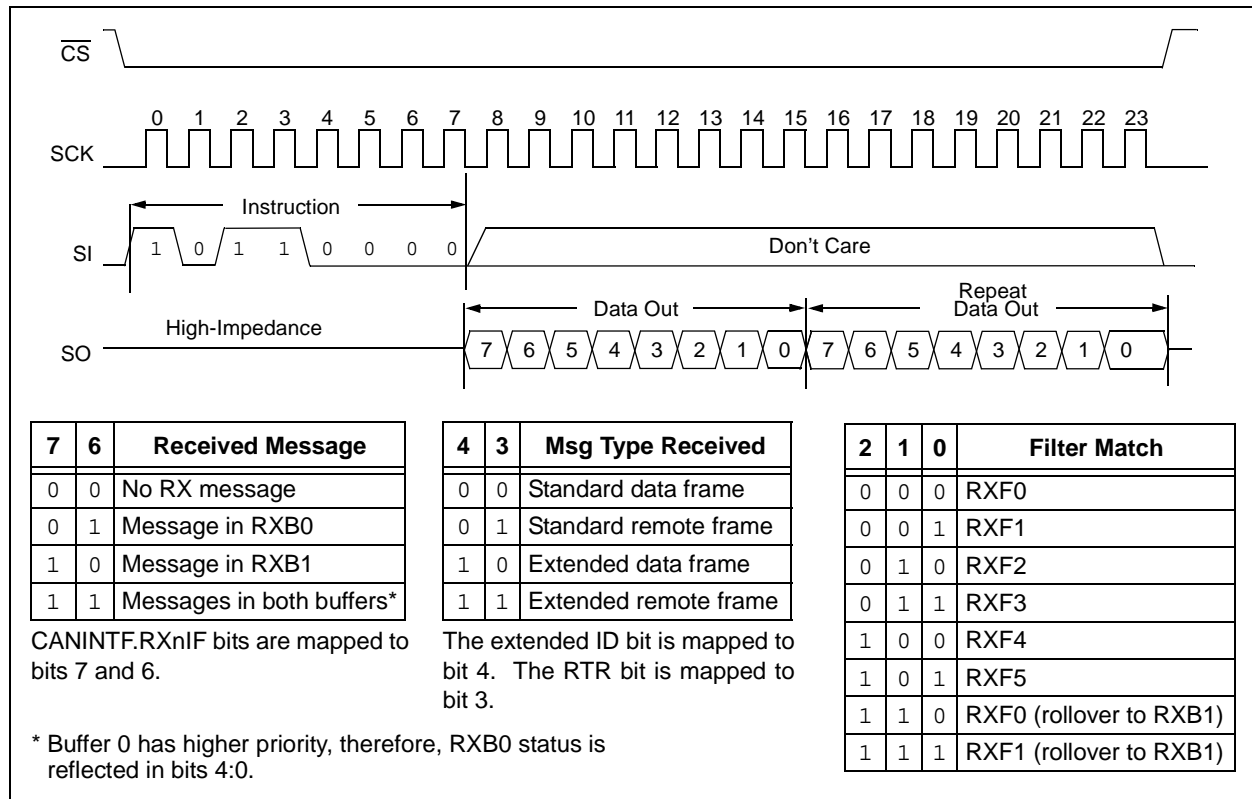 CS
0 1 2 3 4 5 6 7 8 9 10 11 12 13 14 15 16 17 18 19 20 21 22 23
SCK
Instruction
SI 1 0 1 1 0 0 0 0 Don't Care
Repeat
Data Out Data Out
High-Impedance
SO 7 6 5 4 3 2 1 0 7 6 5 4 3 2 1 0
7 6 Received Message
0 0 No RX message
0 1 Message in RXB0
1 0 Message in RXB1
1 1 Messages in both buffers*
CANINTF.RXnIF bits are mapped to
bits 7 and 6.
4 3 Msg Type Received
0 0 Standard data frame
0 1 Standard remote frame
1 0 Extended data frame
1 1 Extended remote frame
The extended ID bit is mapped to
bit 4. The RTR bit is mapped to
bit 3.
2 1 0 Filter Match
0 0 0 RXF0
0 0 1 RXF1
0 1 0 RXF2
0 1 1 RXF3
1 0 0 RXF4
1 0 1 RXF5
1 1 0 RXF0 (rollover to RXB1)
1 1 1 RXF1 (rollover to RXB1)
* Buffer 0 has higher priority, therefore, RXB0 status is
reflected in bits 4:0.